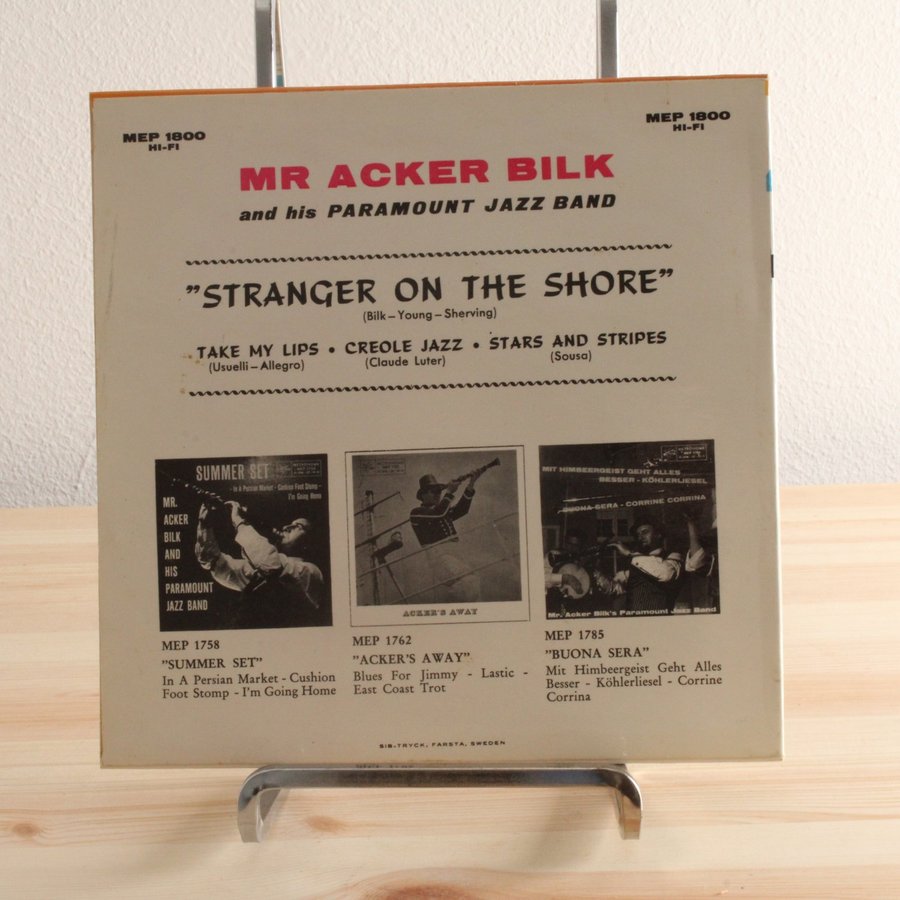 MEP 1800
HI-FI
MEP 1800
HI-FI
MR ACKER BILK
and his PARAMOUNT JAZZ BAND
"STRANGER ON THE SHORE"
(Bilk – Young – Sherving)
TAKE MY LIPS • CREOLE JAZZ • STARS AND STRIPES
(Usuelli – Allegro) (Claude Luter) (Sousa)
SUMMER SET
- In A Persian Market - Cushion Foot Stomp -
I'm Going Home
MR.
ACKER
BILK
AND
HIS
PARAMOUNT
JAZZ BAND
ACKER'S AWAY
MIT HIMBEERGEIST GEHT ALLES
BESSER - KÖHLERLIESEL
BUONA SERA - CORRINE CORRINA
Mr. Acker Bilk's Paramount Jazz Band
MEP 1758
"SUMMER SET"
In A Persian Market - Cushion
Foot Stomp - I'm Going Home
MEP 1762
"ACKER'S AWAY"
Blues For Jimmy - Lastic -
East Coast Trot
MEP 1785
"BUONA SERA"
Mit Himbeergeist Geht Alles
Besser - Köhlerliesel - Corrine
Corrina
SIB-TRYCK, FARSTA, SWEDEN